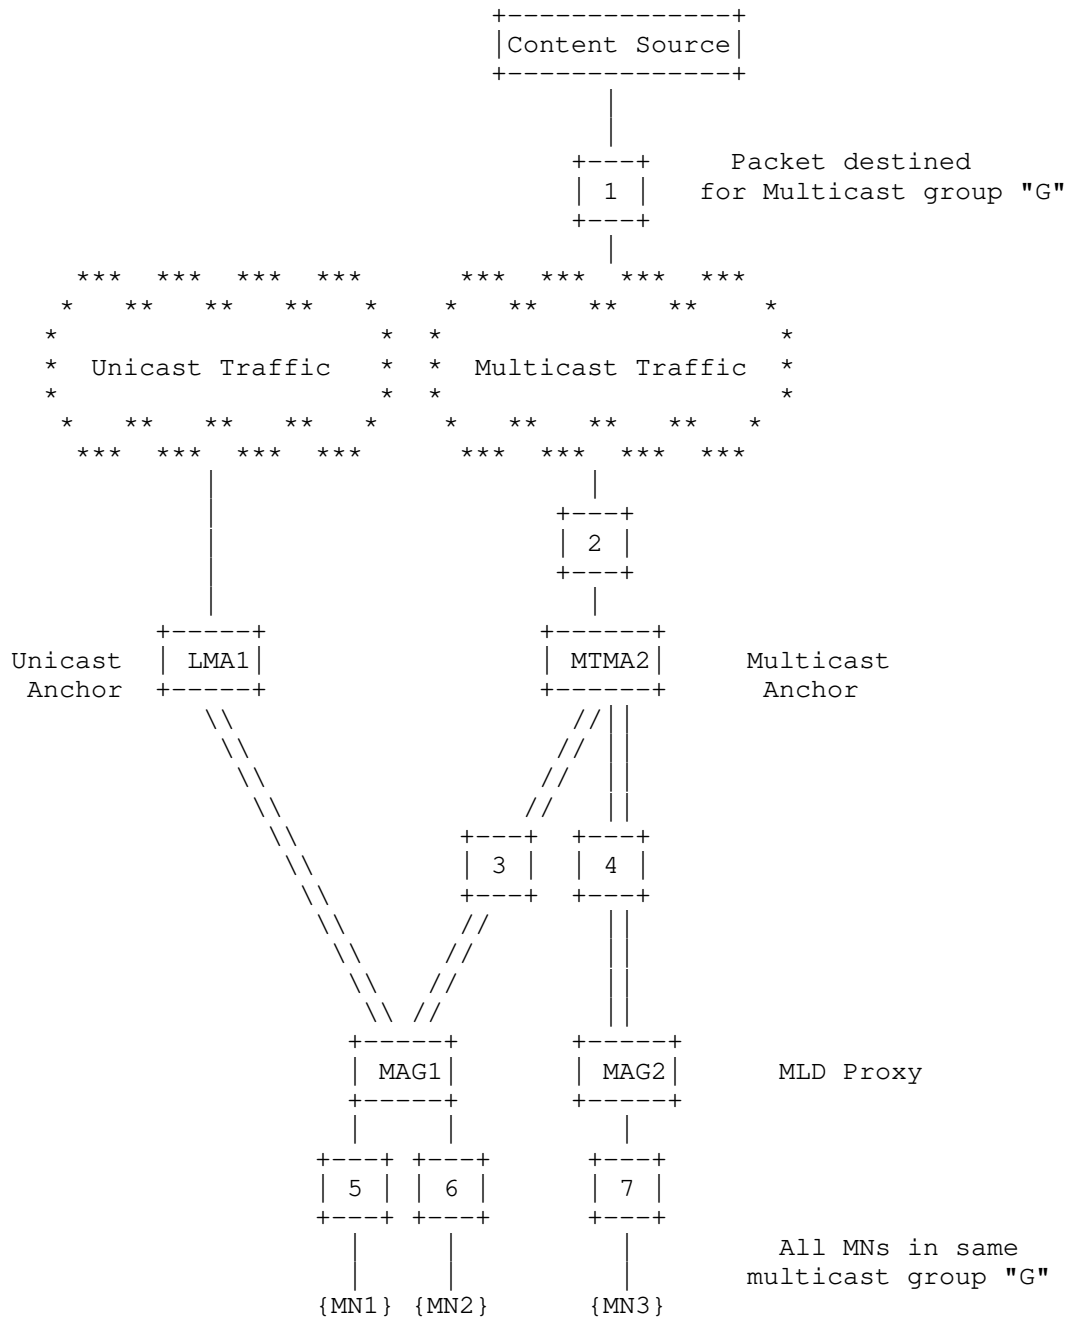 Content Source
Packet destined
1 for Multicast group "G"
Unicast Traffic Multicast Traffic
2
Unicast LMA1 MTMA2 Multicast
Anchor Anchor
3 4
MAG1 MAG2 MLD Proxy
5 6 7
All MNs in same
multicast group "G"
{MN1} {MN2} {MN3}